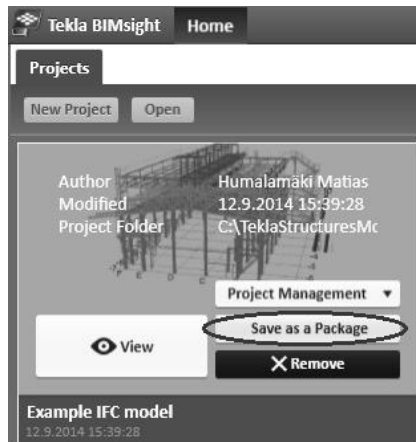 Tekla BIMsight Home
Projects
New Project Open
Author Humalamäki Matias
Modified 12.9.2014 15:39:28
Project Folder C:\TeklaStructuresMc
Project Management
Save as a Package
View
Remove
Example IFC model
12.9.2014 15:39:28